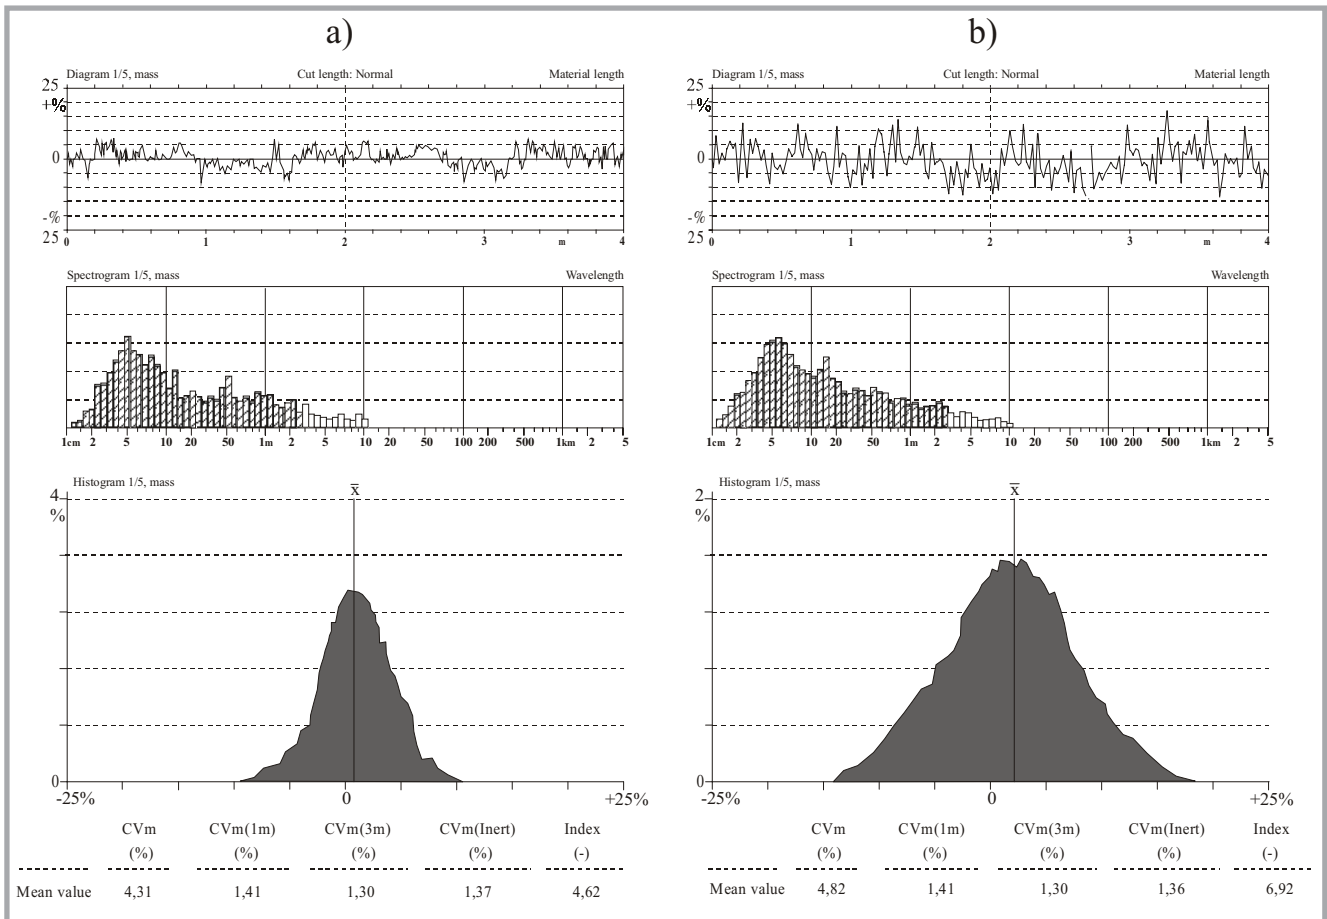 a)
Diagram 1/5, mass Cut length: Normal Material length
25
+%
0
-%
25
0 1 2 3 m 4
Spectrogram 1/5, mass Wavelength
1cm 2 5 10 20 50 1m 2 5 10 20 50 100 200 500 1km 2 5
Histogram 1/5, mass x̅
4
%
0
-25% 0 +25%
CVm CVm(1m) CVm(3m) CVm(Inert) Index
(%) (%) (%) (%) (-)
Mean value 4,31 1,41 1,30 1,37 4,62
b)
Diagram 1/5, mass Cut length: Normal Material length
25
+%
0
-%
25
0 1 2 3 m 4
Spectrogram 1/5, mass Wavelength
1cm 2 5 10 20 50 1m 2 5 10 20 50 100 200 500 1km 2 5
Histogram 1/5, mass x̅
2
%
0
-25% 0 +25%
CVm CVm(1m) CVm(3m) CVm(Inert) Index
(%) (%) (%) (%) (-)
Mean value 4,82 1,41 1,30 1,36 6,92